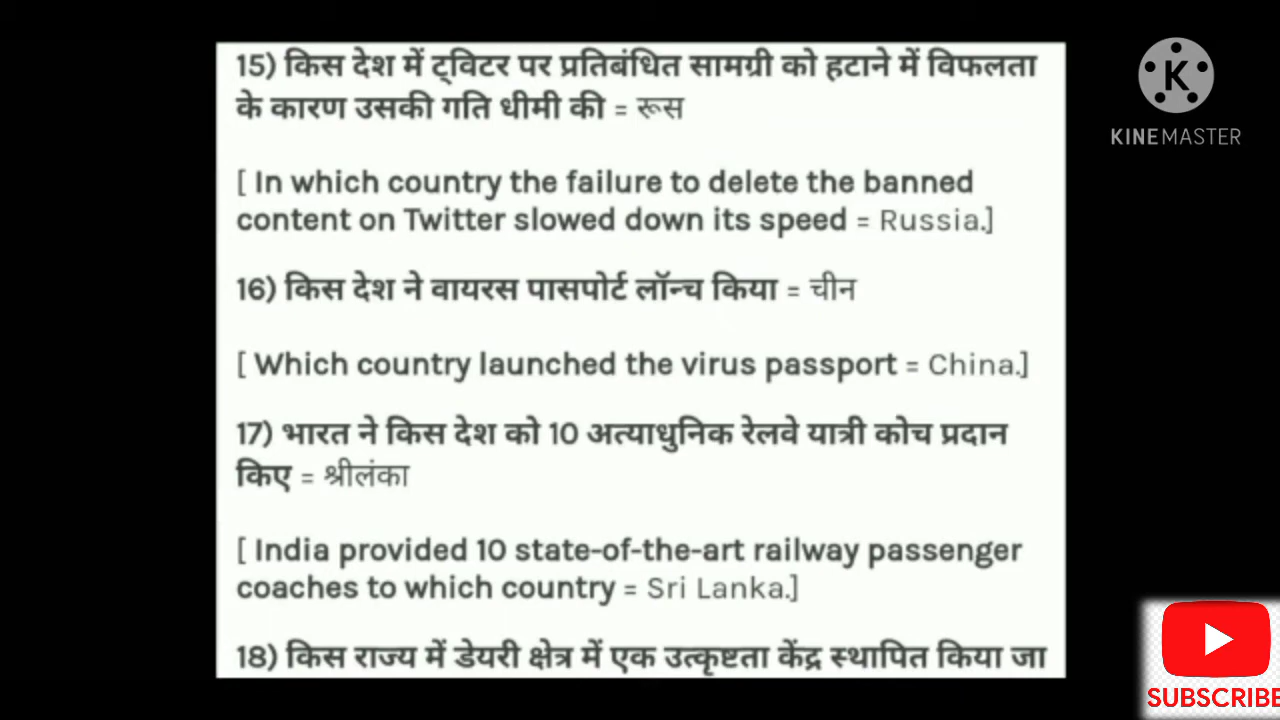 15) किस देश में ट्विटर पर प्रतिबंधित सामग्री को हटाने में विफलता
के कारण उसकी गति धीमी की = रूस
[ In which country the failure to delete the banned
content on Twitter slowed down its speed = Russia.]
16) किस देश ने वायरस पासपोर्ट लॉन्च किया = चीन
[ Which country launched the virus passport = China.]
17) भारत ने किस देश को 10 अत्याधुनिक रेलवे यात्री कोच प्रदान
किए = श्रीलंका
[ India provided 10 state-of-the-art railway passenger
coaches to which country = Sri Lanka.]
18) किस राज्य में डेयरी क्षेत्र में एक उत्कृष्टता केंद्र स्थापित किया जा
K
KINEMASTER
SUBSCRIBE